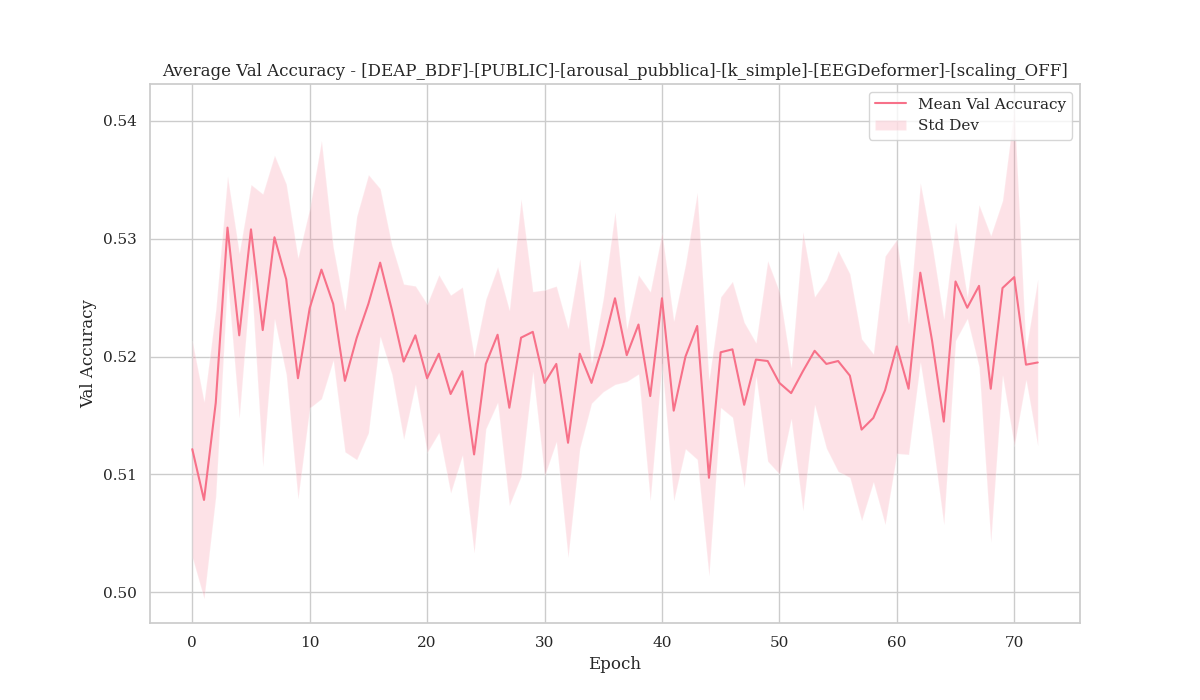 Average Val Accuracy - [DEAP_BDF]-[PUBLIC]-[arousal_pubblica]-[k_simple]-[EEGDeformer]-[scaling_OFF]
Mean Val Accuracy
Std Dev
Val Accuracy
0.54
0.53
0.52
0.51
0.50
0 10 20 30 40 50 60 70
Epoch